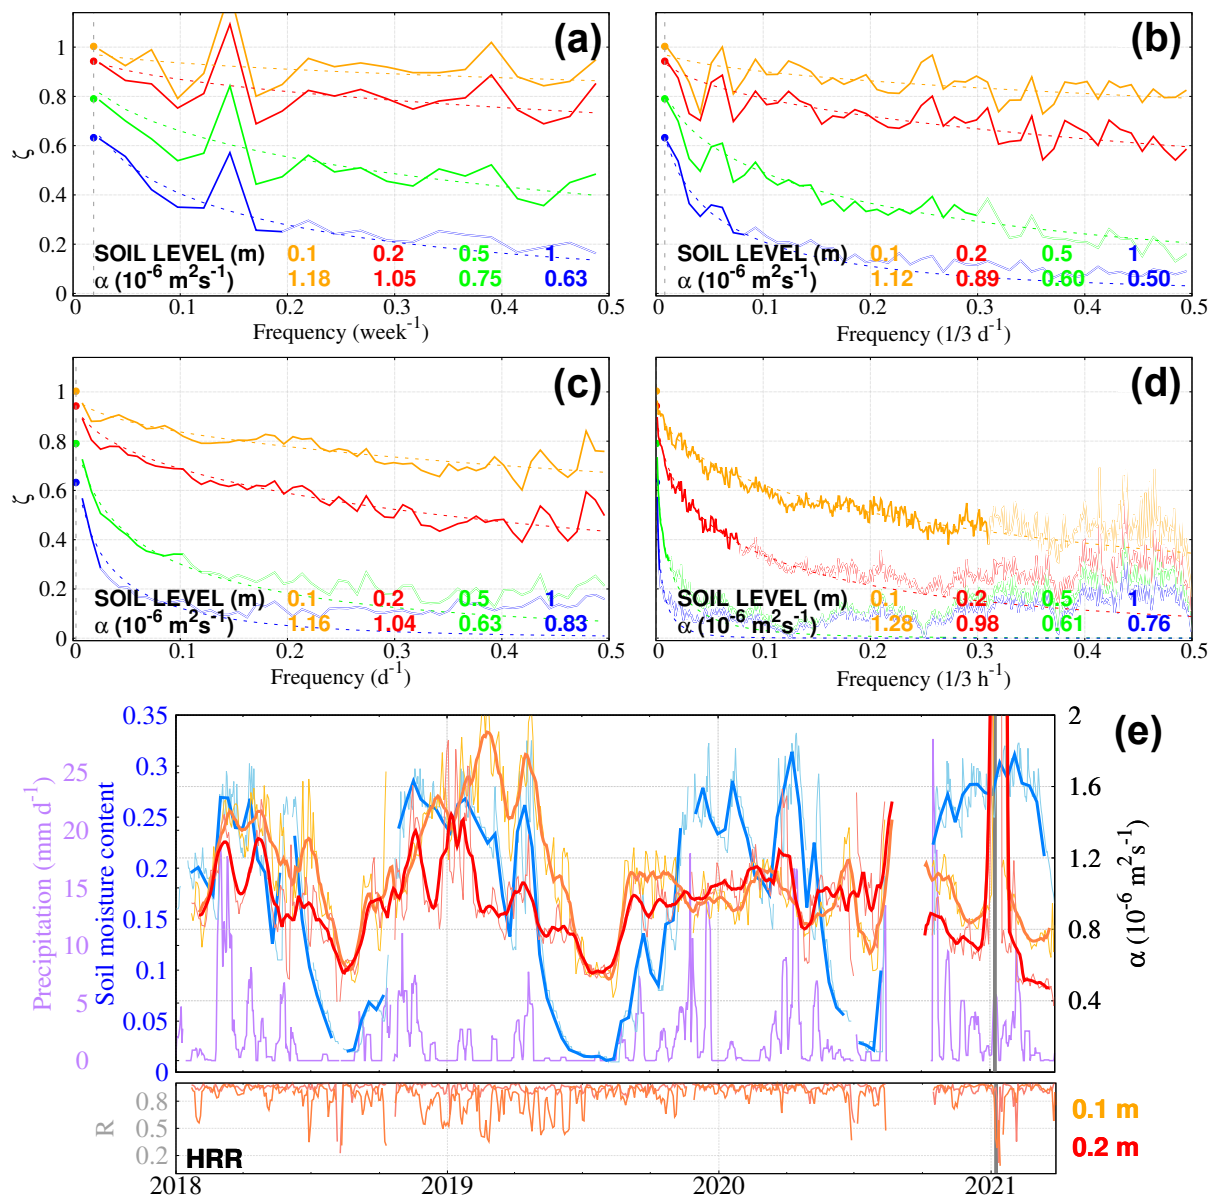 (a)
1
0.8
0.6
0.4
0.2
0
ζ
SOIL LEVEL (m) 0.1 0.2 0.5 1
α (10-6 m2s-1) 1.18 1.05 0.75 0.63
0 0.1 0.2 0.3 0.4 0.5
Frequency (week-1)
(b)
SOIL LEVEL (m) 0.1 0.2 0.5 1
α (10-6 m2s-1) 1.12 0.89 0.60 0.50
0 0.1 0.2 0.3 0.4 0.5
Frequency (1/3 d-1)
(c)
1
0.8
0.6
0.4
0.2
0
ζ
SOIL LEVEL (m) 0.1 0.2 0.5 1
α (10-6 m2s-1) 1.16 1.04 0.63 0.83
0 0.1 0.2 0.3 0.4 0.5
Frequency (d-1)
(d)
SOIL LEVEL (m) 0.1 0.2 0.5 1
α (10-6 m2s-1) 1.28 0.98 0.61 0.76
0 0.1 0.2 0.3 0.4 0.5
Frequency (1/3 h-1)
(e)
Precipitation (mm d-1)
25
20
15
10
5
0
Soil moisture content
0.35
0.3
0.25
0.2
0.15
0.1
0.05
0
2
1.6
1.2
0.8
0.4
α (10-6 m2s-1)
R
0.8
0.5
0.2
HRR
0.1 m
0.2 m
2018 2019 2020 2021